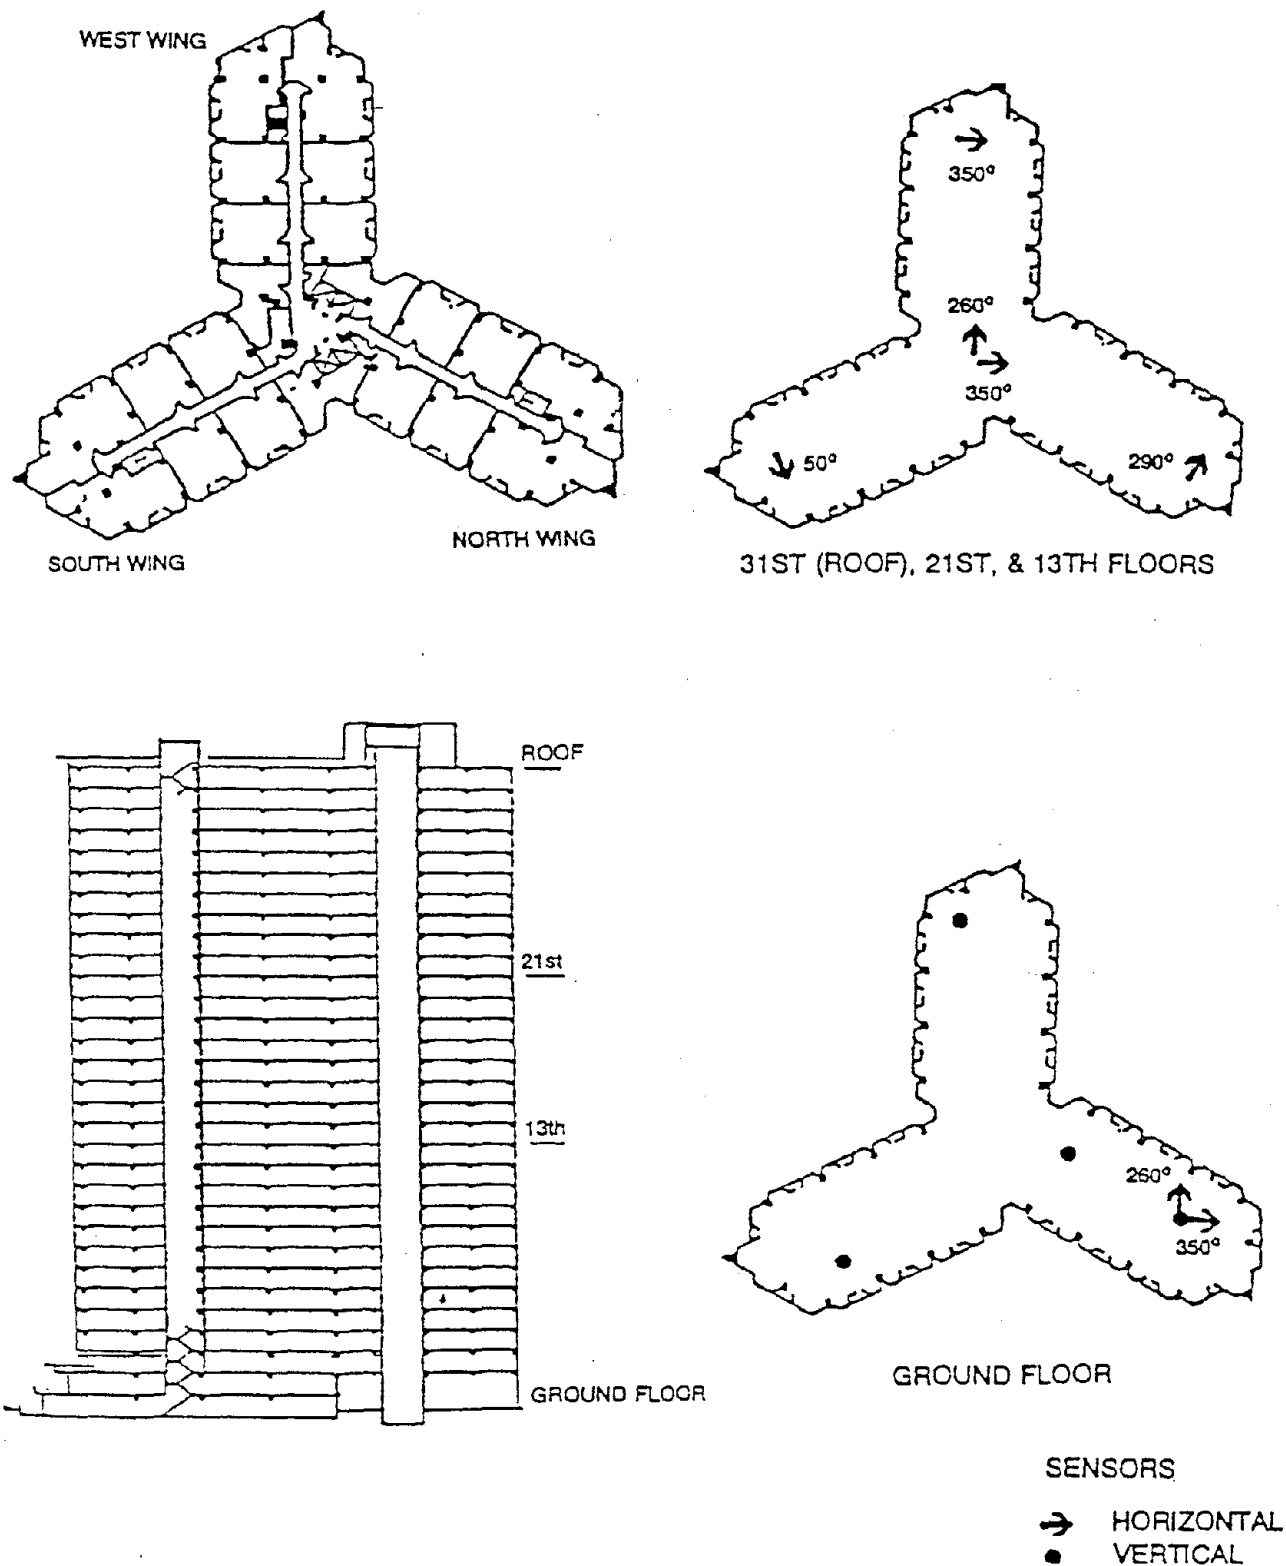 WEST WING
SOUTH WING
NORTH WING
350°
260°
350°
50°
290°
31ST (ROOF), 21ST, & 13TH FLOORS
ROOF
21st
13th
GROUND FLOOR
260°
350°
GROUND FLOOR
SENSORS
HORIZONTAL
VERTICAL